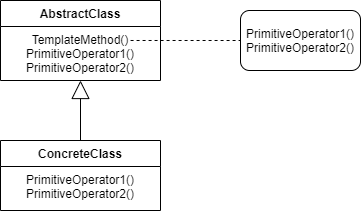 AbstractClass
TemplateMethod()
PrimitiveOperator1()
PrimitiveOperator2()
PrimitiveOperator1()
PrimitiveOperator2()
ConcreteClass
PrimitiveOperator1()
PrimitiveOperator2()